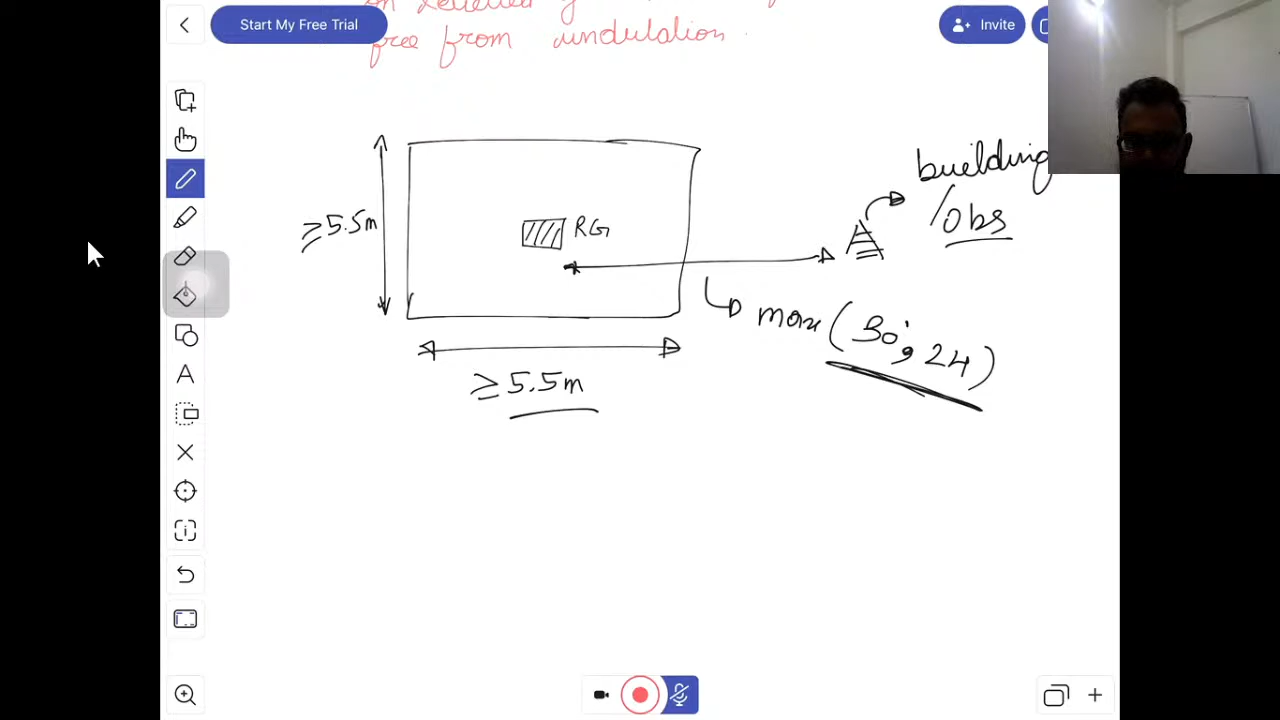 Start My Free Trial
Invite
free from undulation.
≥5.5m
RG
building
/obs
max (30', 24)
≥ 5.5m